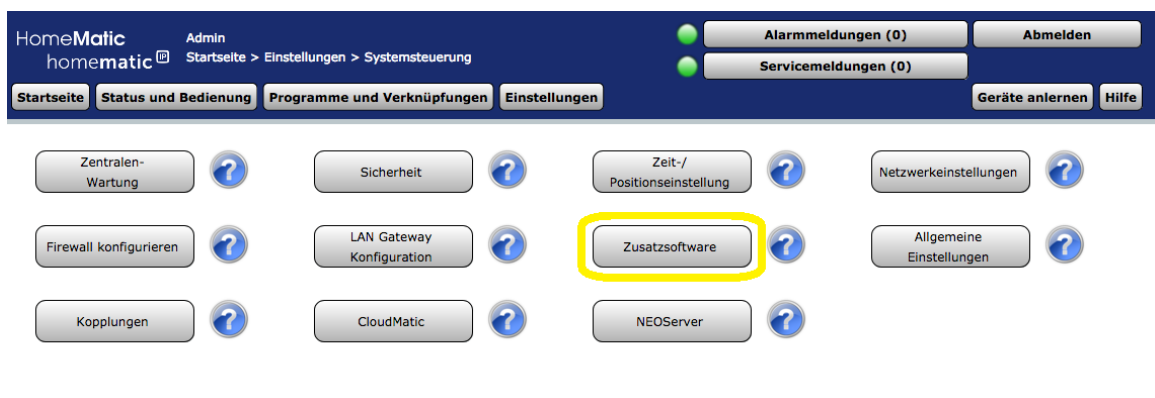 HomeMatic
homematic IP
Admin
Startseite > Einstellungen > Systemsteuerung
Alarmmeldungen (0)
Abmelden
Servicemeldungen (0)
Startseite
Status und Bedienung
Programme und Verknüpfungen
Einstellungen
Geräte anlernen
Hilfe
Zentralen-
Wartung
?
Sicherheit
?
Zeit-/
Positionseinstellung
?
Netzwerkeinstellungen
?
Firewall konfigurieren
?
LAN Gateway
Konfiguration
?
Zusatzsoftware
?
Allgemeine
Einstellungen
?
Kopplungen
?
CloudMatic
?
NEOServer
?